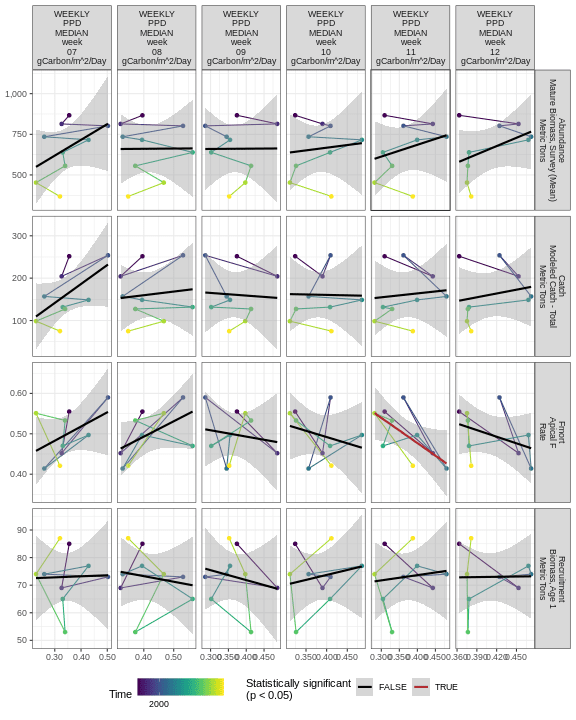 WEEKLY
PPD
MEDIAN
week
07
gCarbon/m^2/Day
WEEKLY
PPD
MEDIAN
week
08
gCarbon/m^2/Day
WEEKLY
PPD
MEDIAN
week
09
gCarbon/m^2/Day
WEEKLY
PPD
MEDIAN
week
10
gCarbon/m^2/Day
WEEKLY
PPD
MEDIAN
week
12
gCarbon/m^2/Day
WEEKLY
PPD
MEDIAN
week
06
gCarbon/m^2/Day
1,000
750
500
Abundance
Mature Biomass, Survey (Mean)
Metric Tons
300
200
100
Catch
Modeled Catch - Total
Metric Tons
0.60
0.50
0.40
Fmort
Apical F
Rate
90
80
70
60
50
Recruitment
Biomass, Age 1
Metric Tons
0.30 0.40 0.50
0.40 0.50
0.300 0.350 0.400 0.450
0.350 0.400 0.450
0.300 0.350 0.400 0.450
0.360 0.390 0.420 0.450
Time
2000
Statistically significant
(p < 0.05)
FALSE
TRUE